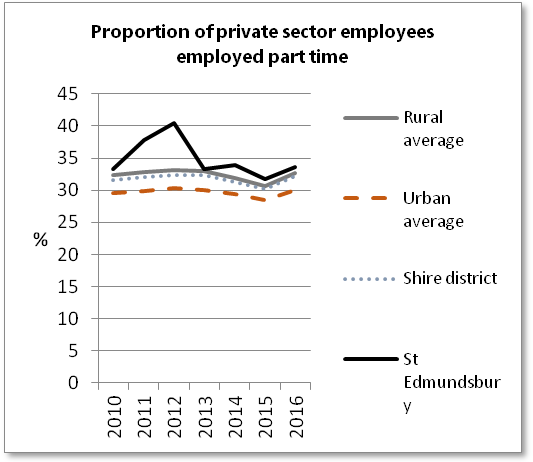 Proportion of private sector employees
employed part time
45
40
35
30
25
20
15
10
5
0
%
2010
2011
2012
2013
2014
2015
2016
Rural
average
Urban
average
Shire district
St
Edmundsbur
y